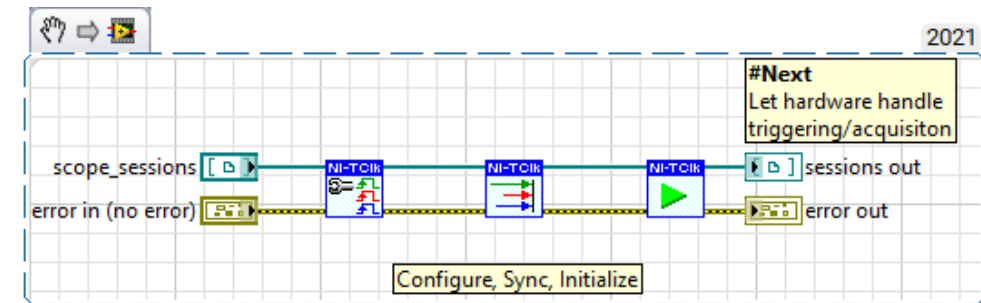 2021
#Next
Let hardware handle
triggering/acquisiton
scope_sessions
NI-TClk
NI-TClk
NI-TClk
sessions out
error in (no error)
error out
Configure, Sync, Initialize